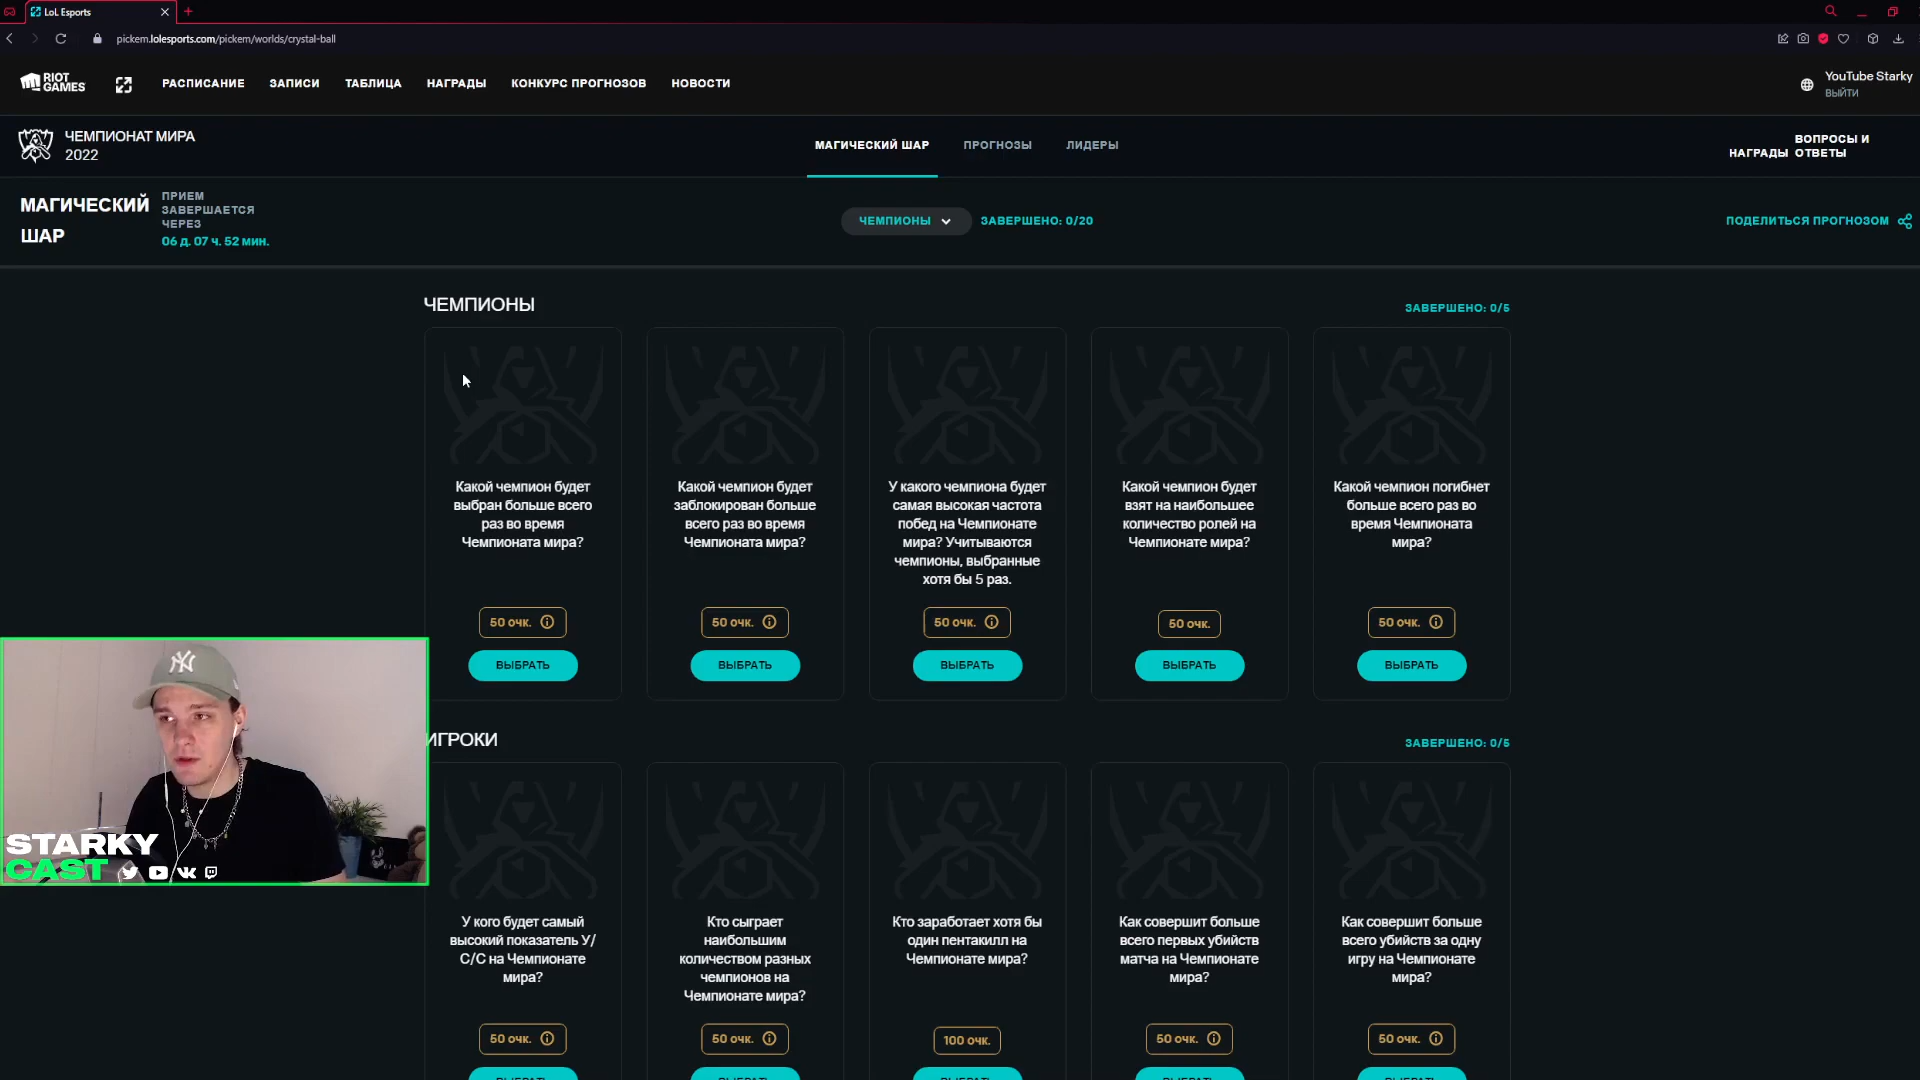 LoL Esports
pickem.lolesports.com/pickem/worlds/crystal-ball
RIOT GAMES
РАСПИСАНИЕ
ЗАПИСИ
ТАБЛИЦА
НАГРАДЫ
КОНКУРС ПРОГНОЗОВ
НОВОСТИ
YouTube Starky
ВЫЙТИ
ЧЕМПИОНАТ МИРА
2022
МАГИЧЕСКИЙ ШАР
ПРОГНОЗЫ
ЛИДЕРЫ
НАГРАДЫ
ВОПРОСЫ И
ОТВЕТЫ
МАГИЧЕСКИЙ
ШАР
ПРИЕМ
ЗАВЕРШАЕТСЯ
ЧЕРЕЗ
06 д. 07 ч. 52 мин.
ЧЕМПИОНЫ
ЗАВЕРШЕНО: 0/20
ПОДЕЛИТЬСЯ ПРОГНОЗОМ
ЧЕМПИОНЫ
ЗАВЕРШЕНО: 0/5
Какой чемпион будет
выбран больше всего
раз во время
Чемпионата мира?
50 очк.
ВЫБРАТЬ
Какой чемпион будет
заблокирован больше
всего раз во время
Чемпионата мира?
50 очк.
ВЫБРАТЬ
У какого чемпиона будет
самая высокая частота
побед на Чемпионате
мира? Учитываются
чемпионы, выбранные
хотя бы 5 раз.
50 очк.
ВЫБРАТЬ
Какой чемпион будет
взят на наибольшее
количество ролей на
Чемпионате мира?
50 очк.
ВЫБРАТЬ
Какой чемпион погибнет
больше всего раз во
время Чемпионата
мира?
50 очк.
ВЫБРАТЬ
ИГРОКИ
ЗАВЕРШЕНО: 0/5
У кого будет самый
высокий показатель У/
С/С на Чемпионате
мира?
50 очк.
ВЫБРАТЬ
Кто сыграет
наибольшим
количеством разных
чемпионов на
Чемпионате мира?
50 очк.
ВЫБРАТЬ
Кто заработает хотя бы
один пентакилл на
Чемпионате мира?
100 очк.
ВЫБРАТЬ
Как совершит больше
всего первых убийств
матча на Чемпионате
мира?
50 очк.
ВЫБРАТЬ
Как совершит больше
всего убийств за одну
игру на Чемпионате
мира?
50 очк.
ВЫБРАТЬ
NY
STARKY
CAST